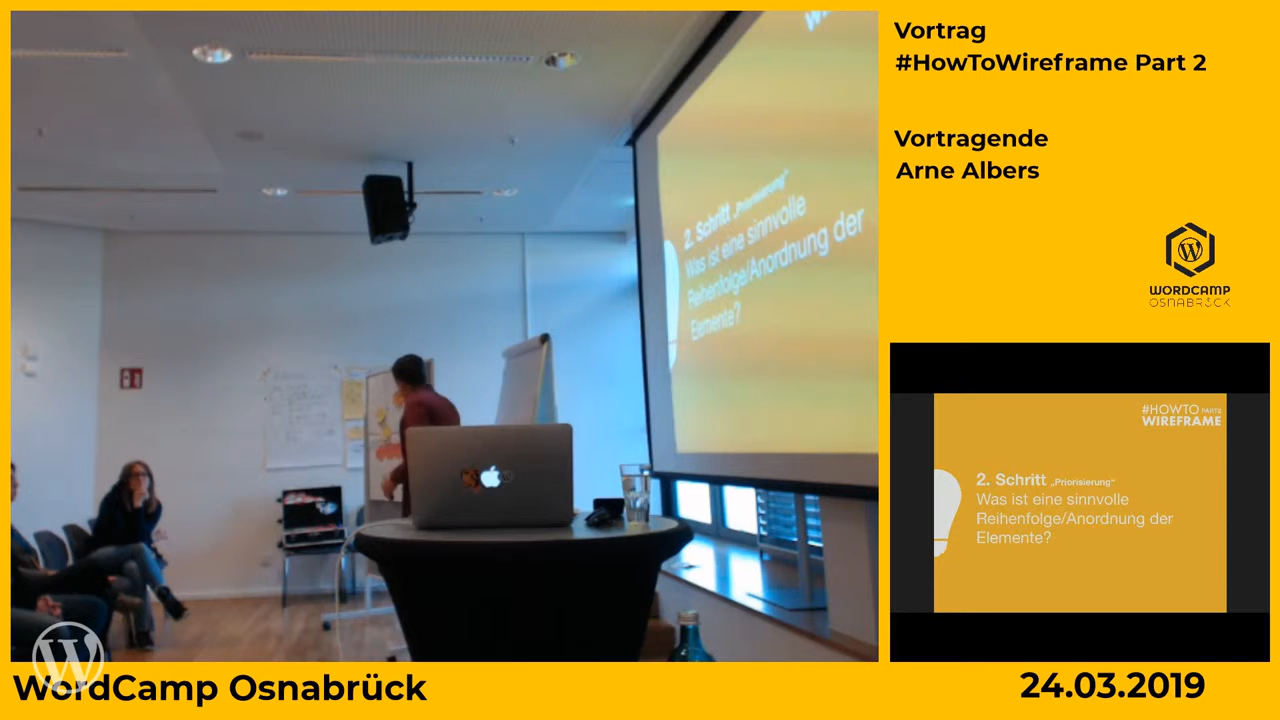 Vortrag
#HowToWireframe Part 2
Vortragende
Arne Albers
WORDCAMP
OSNABRÜCK
2. Schritt „Priorisierung“
Was ist eine sinnvolle
Reihenfolge/Anordnung der
Elemente?
#HOWTO PART2
WIREFRAME
2. Schritt „Priorisierung“
Was ist eine sinnvolle
Reihenfolge/Anordnung der
Elemente?
WordCamp Osnabrück
24.03.2019